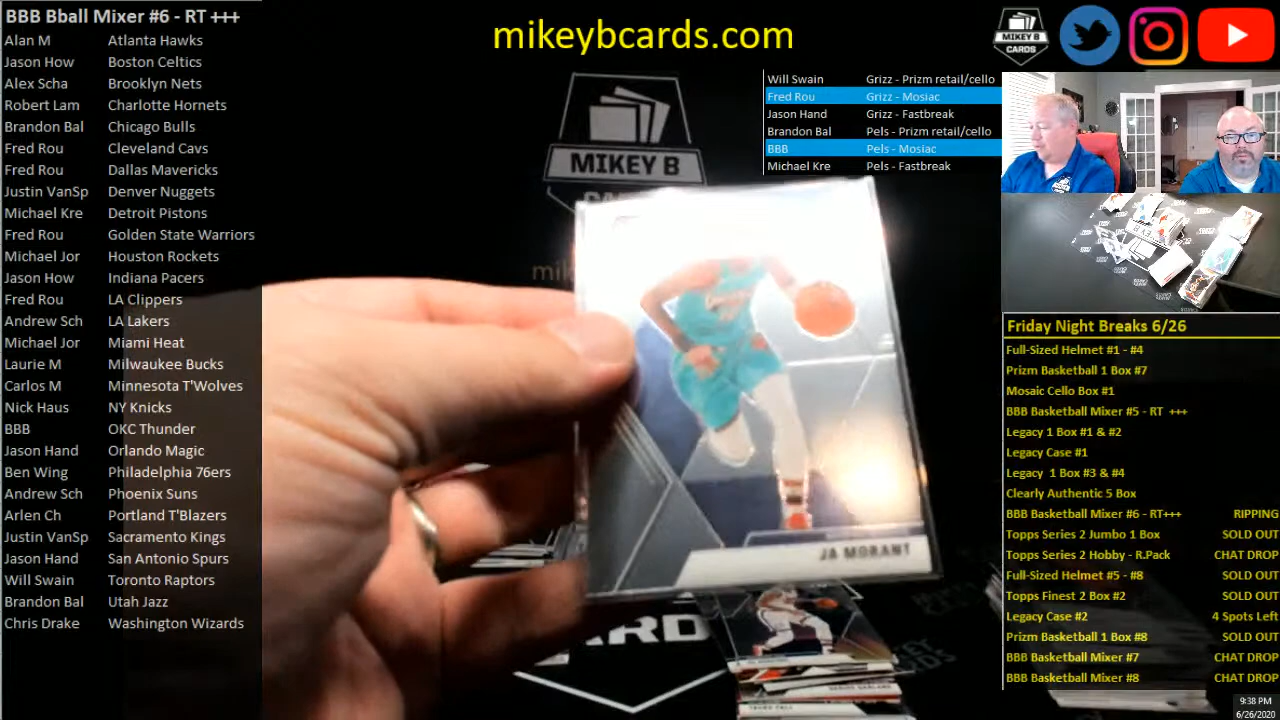 BBB Bball Mixer #6 - RT +++
Alan M Atlanta Hawks
Jason How Boston Celtics
Alex Scha Brooklyn Nets
Robert Lam Charlotte Hornets
Brandon Bal Chicago Bulls
Fred Rou Cleveland Cavs
Fred Rou Dallas Mavericks
Justin VanSp Denver Nuggets
Michael Kre Detroit Pistons
Fred Rou Golden State Warriors
Michael Jor Houston Rockets
Jason How Indiana Pacers
Fred Rou LA Clippers
Andrew Sch LA Lakers
Michael Jor Miami Heat
Laurie M Milwaukee Bucks
Carlos M Minnesota T'Wolves
Nick Haus NY Knicks
BBB OKC Thunder
Jason Hand Orlando Magic
Ben Wing Philadelphia 76ers
Andrew Sch Phoenix Suns
Arlen Ch Portland T'Blazers
Justin VanSp Sacramento Kings
Jason Hand San Antonio Spurs
Will Swain Toronto Raptors
Brandon Bal Utah Jazz
Chris Drake Washington Wizards
mikeybcards.com
MIKEY B
CARDS
Will Swain Grizz - Prizm retail/cello
Fred Rou Grizz - Mosiac
Jason Hand Grizz - Fastbreak
Brandon Bal Pels - Prizm retail/cello
BBB Pels - Mosiac
Michael Kre Pels - Fastbreak
MIKEY B
JA MORANT
Friday Night Breaks 6/26
Full-Sized Helmet #1 - #4
Prizm Basketball 1 Box #7
Mosaic Cello Box #1
BBB Basketball Mixer #5 - RT +++
Legacy 1 Box #1 & #2
Legacy Case #1
Legacy 1 Box #3 & #4
Clearly Authentic 5 Box
BBB Basketball Mixer #6 - RT+++ RIPPING
Topps Series 2 Jumbo 1 Box SOLD OUT
Topps Series 2 Hobby - R.Pack CHAT DROP
Full-Sized Helmet #5 - #8 SOLD OUT
Topps Finest 2 Box #2 SOLD OUT
Legacy Case #2 4 Spots Left
Prizm Basketball 1 Box #8 SOLD OUT
BBB Basketball Mixer #7 CHAT DROP
BBB Basketball Mixer #8 CHAT DROP
9:38 PM
6/26/2020